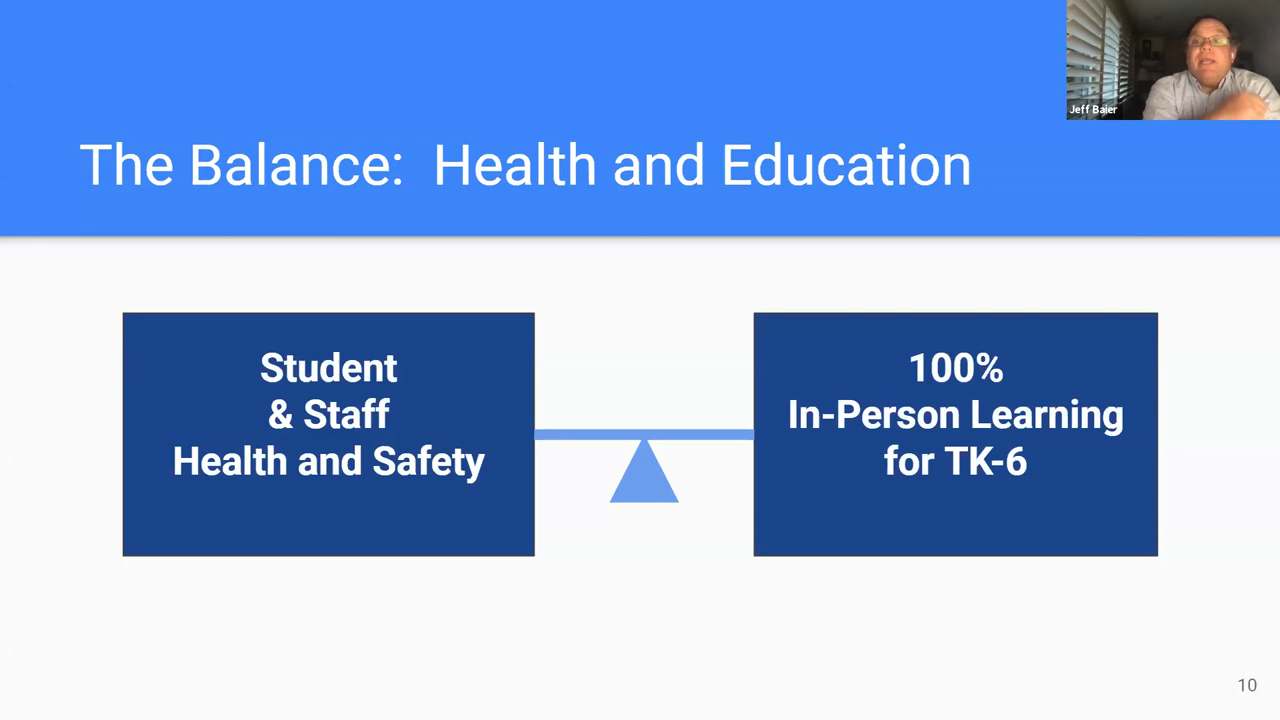 Jeff Baier
The Balance: Health and Education
Student
& Staff
Health and Safety
100%
In-Person Learning
for TK-6
10